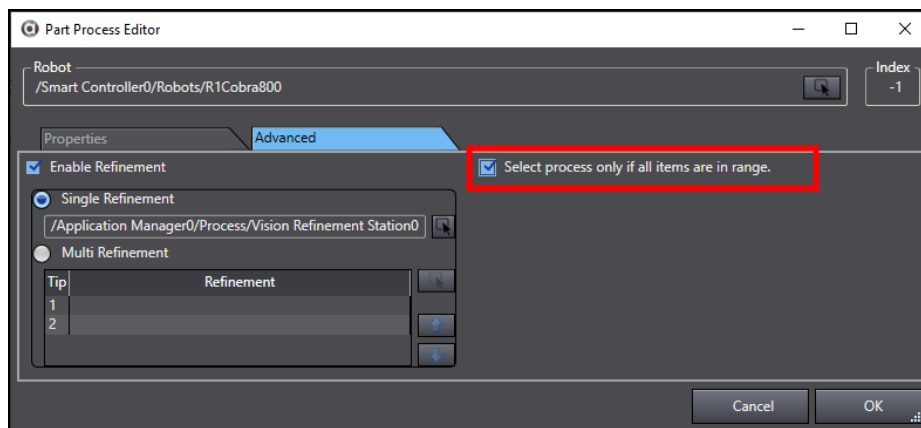 Part Process Editor
Robot
/Smart Controller0/Robots/R1Cobra800
Index
-1
Properties
Advanced
Enable Refinement
Select process only if all items are in range.
Single Refinement
/Application Manager0/Process/Vision Refinement Station0
Multi Refinement
Tip Refinement
1
2
Cancel OK